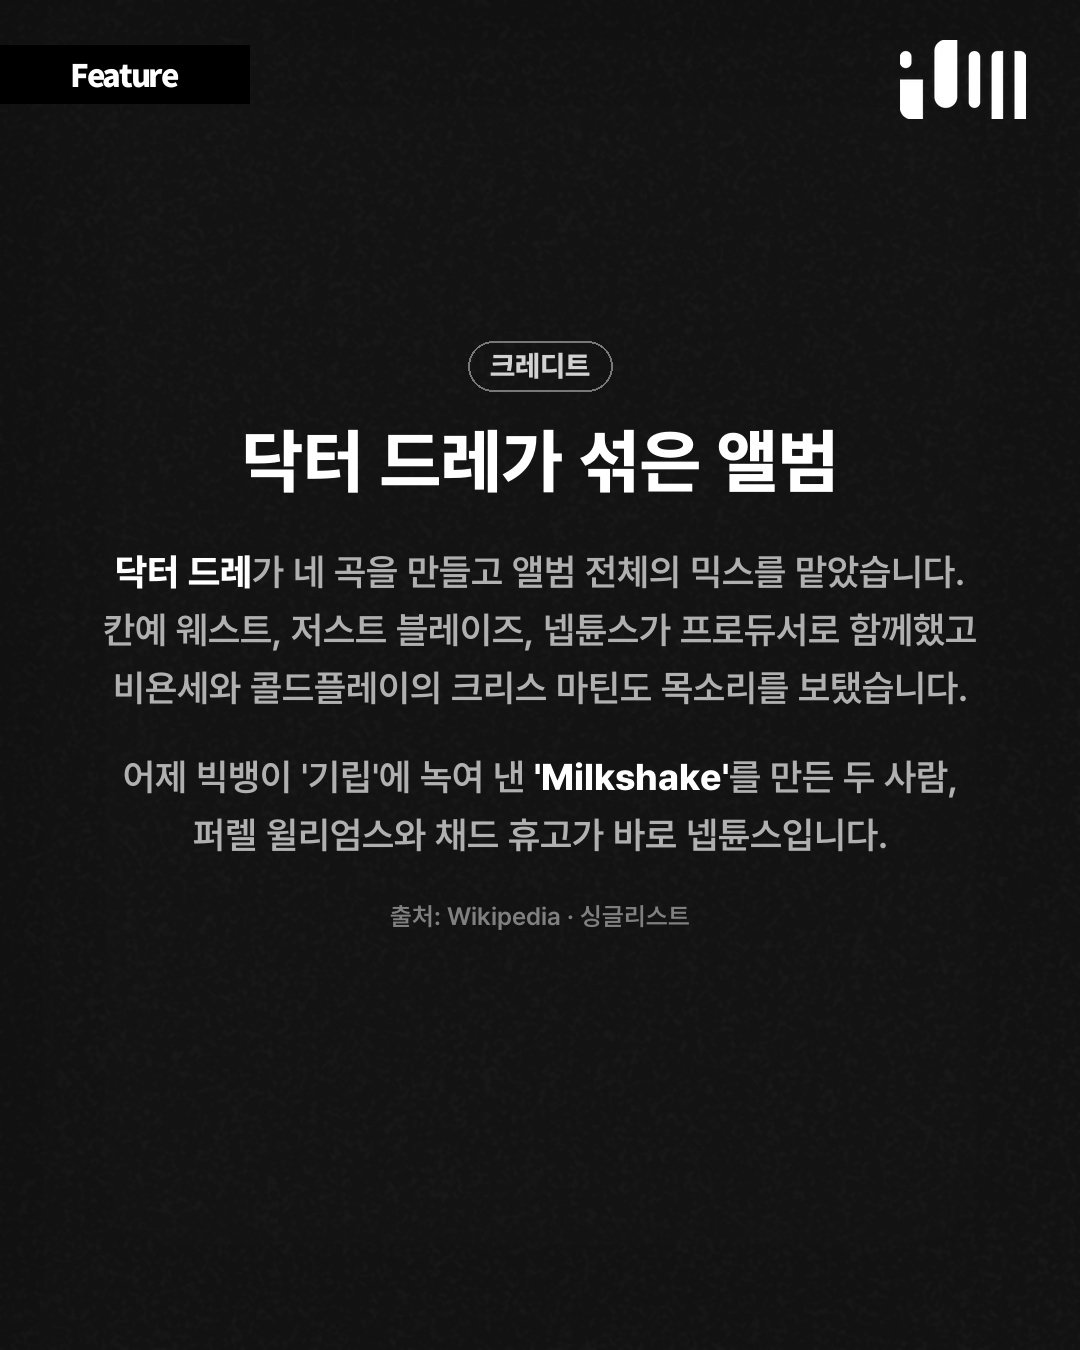 Feature
크레디트
닥터 드레가 섞은 앨범
닥터 드레가 네 곡을 만들고 앨범 전체의 믹스를 맡았습니다.
칸예 웨스트, 저스트 블레이즈, 넵튠스가 프로듀서로 함께했고
비욘세와 콜드플레이의 크리스 마틴도 목소리를 보탰습니다.
어제 빅뱅이 '기립'에 녹여 낸 'Milkshake'를 만든 두 사람,
퍼렐 윌리엄스와 채드 휴고가 바로 넵튠스입니다.
출처: Wikipedia · 싱글리스트